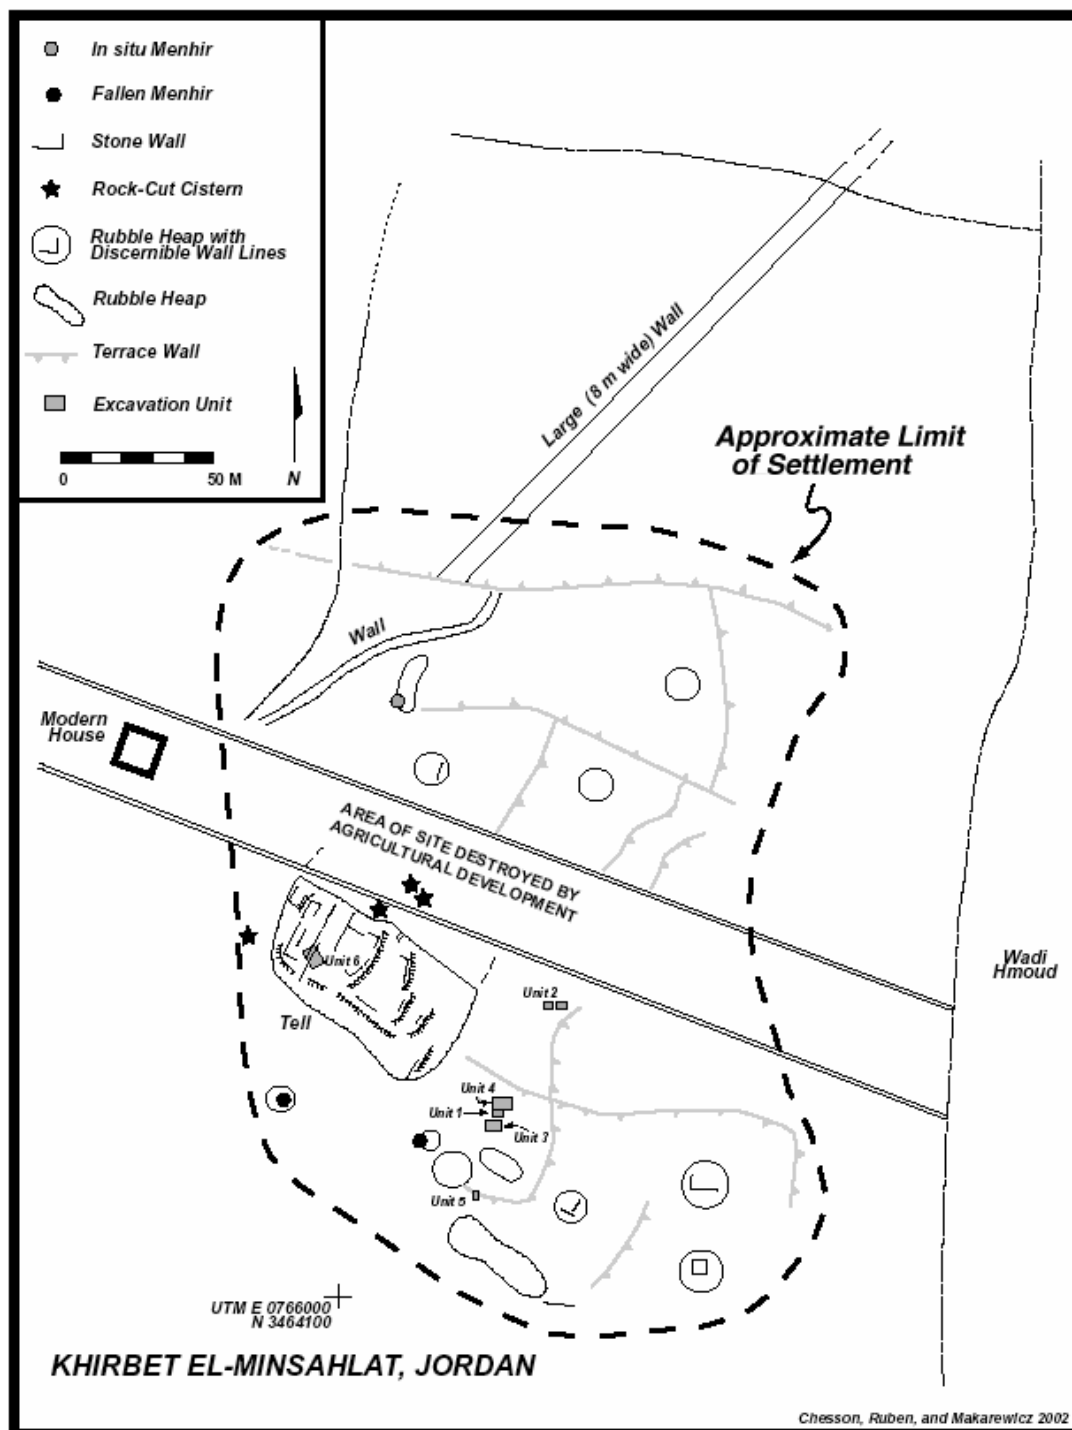 In situ Menhir
Fallen Menhir
Stone Wall
Rock-Cut Cistern
Rubble Heap with
Discernible Wall Lines
Rubble Heap
Terrace Wall
Excavation Unit
0 50 M N
Large (8 m wide) Wall
Approximate Limit
of Settlement
Wall
Modern
House
AREA OF SITE DESTROYED BY
AGRICULTURAL DEVELOPMENT
Wadi
Hmoud
Unit 6
Unit 2
Tell
Unit 4
Unit 1
Unit 3
Unit 5
UTM E 0766000
N 3464100
KHIRBET EL-MINSAHLAT, JORDAN
Chesson, Ruben, and Makarewicz 2002